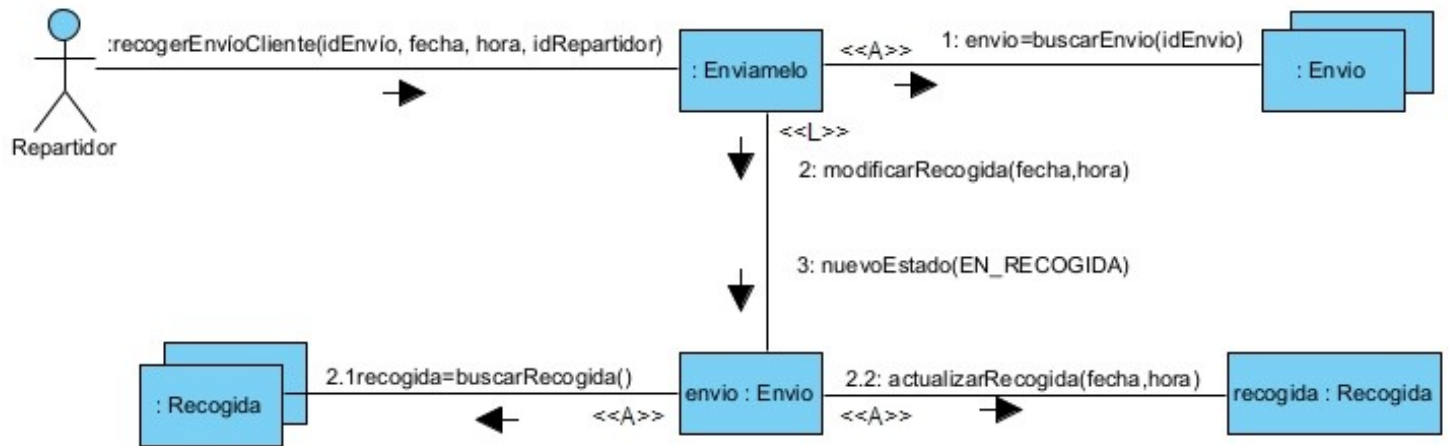 :recogerEnvíoCliente(idEnvío, fecha, hora, idRepartidor)
<<A>>
1: envio=buscarEnvio(idEnvio)
: Enviamelo
: Envio
Repartidor
<<L>>
2: modificarRecogida(fecha,hora)
3: nuevoEstado(EN_RECOGIDA)
2.1recogida=buscarRecogida()
2.2: actualizarRecogida(fecha,hora)
: Recogida
envio : Envio
recogida : Recogida
<<A>>
<<A>>